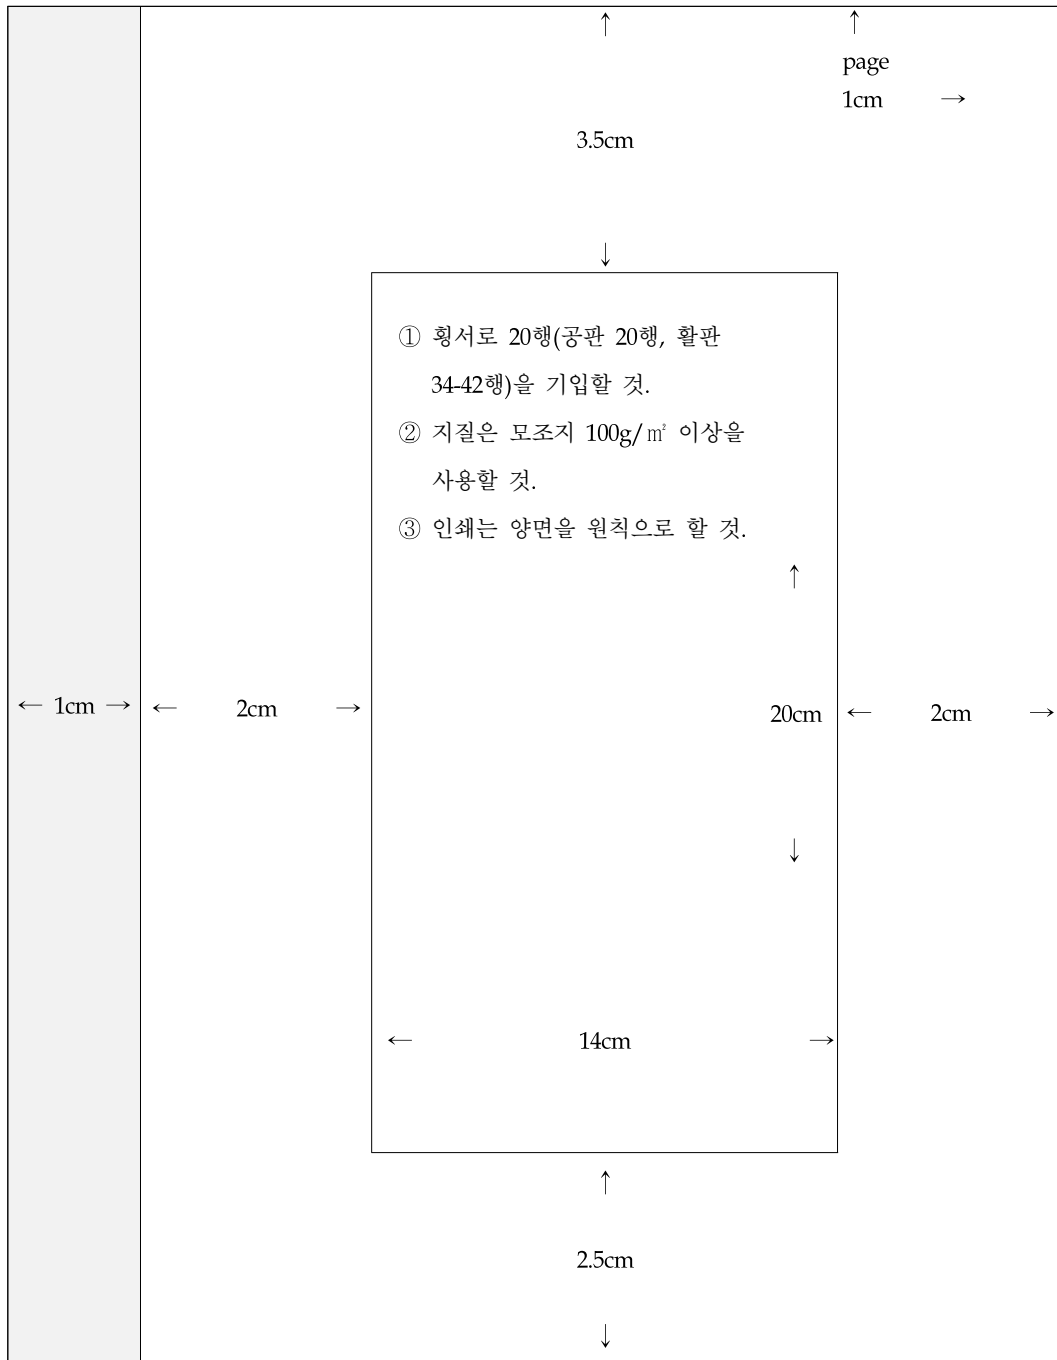 ↑ ↑
page
1cm →
3.5cm
↓
① 횡서로 20행(공판 20행, 활판
34-42행)을 기입할 것.
② 지질은 모조지 100g/㎡ 이상을
사용할 것.
③ 인쇄는 양면을 원칙으로 할 것.
↑
← 1cm → ← 2cm → 20cm ← 2cm →
↓
← 14cm →
↑
2.5cm
↓